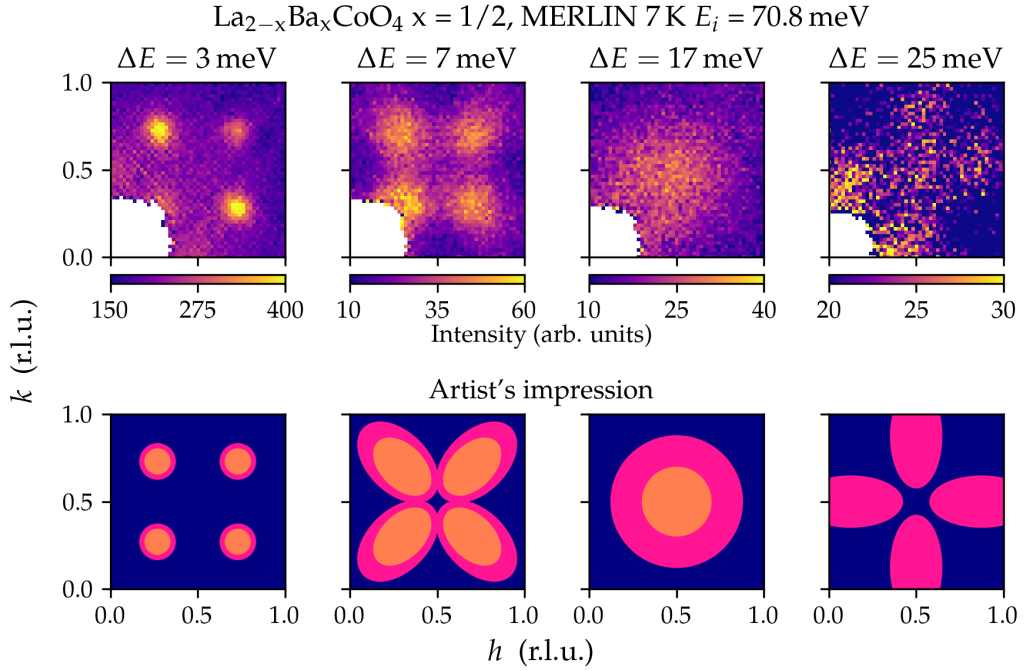 La₂₋ₓBaₓCoO₄ x = 1/2, MERLIN 7 K Eᵢ = 70.8 meV
ΔE = 3 meV ΔE = 7 meV ΔE = 17 meV ΔE = 25 meV
1.0
0.5
0.0
150 275 400 10 35 60 10 25 40 20 25 30
Intensity (arb. units)
k (r.l.u.)
Artist's impression
1.0
0.5
0.0
0.0 0.5 1.0 0.0 0.5 1.0 0.0 0.5 1.0 0.0 0.5 1.0
h (r.l.u.)